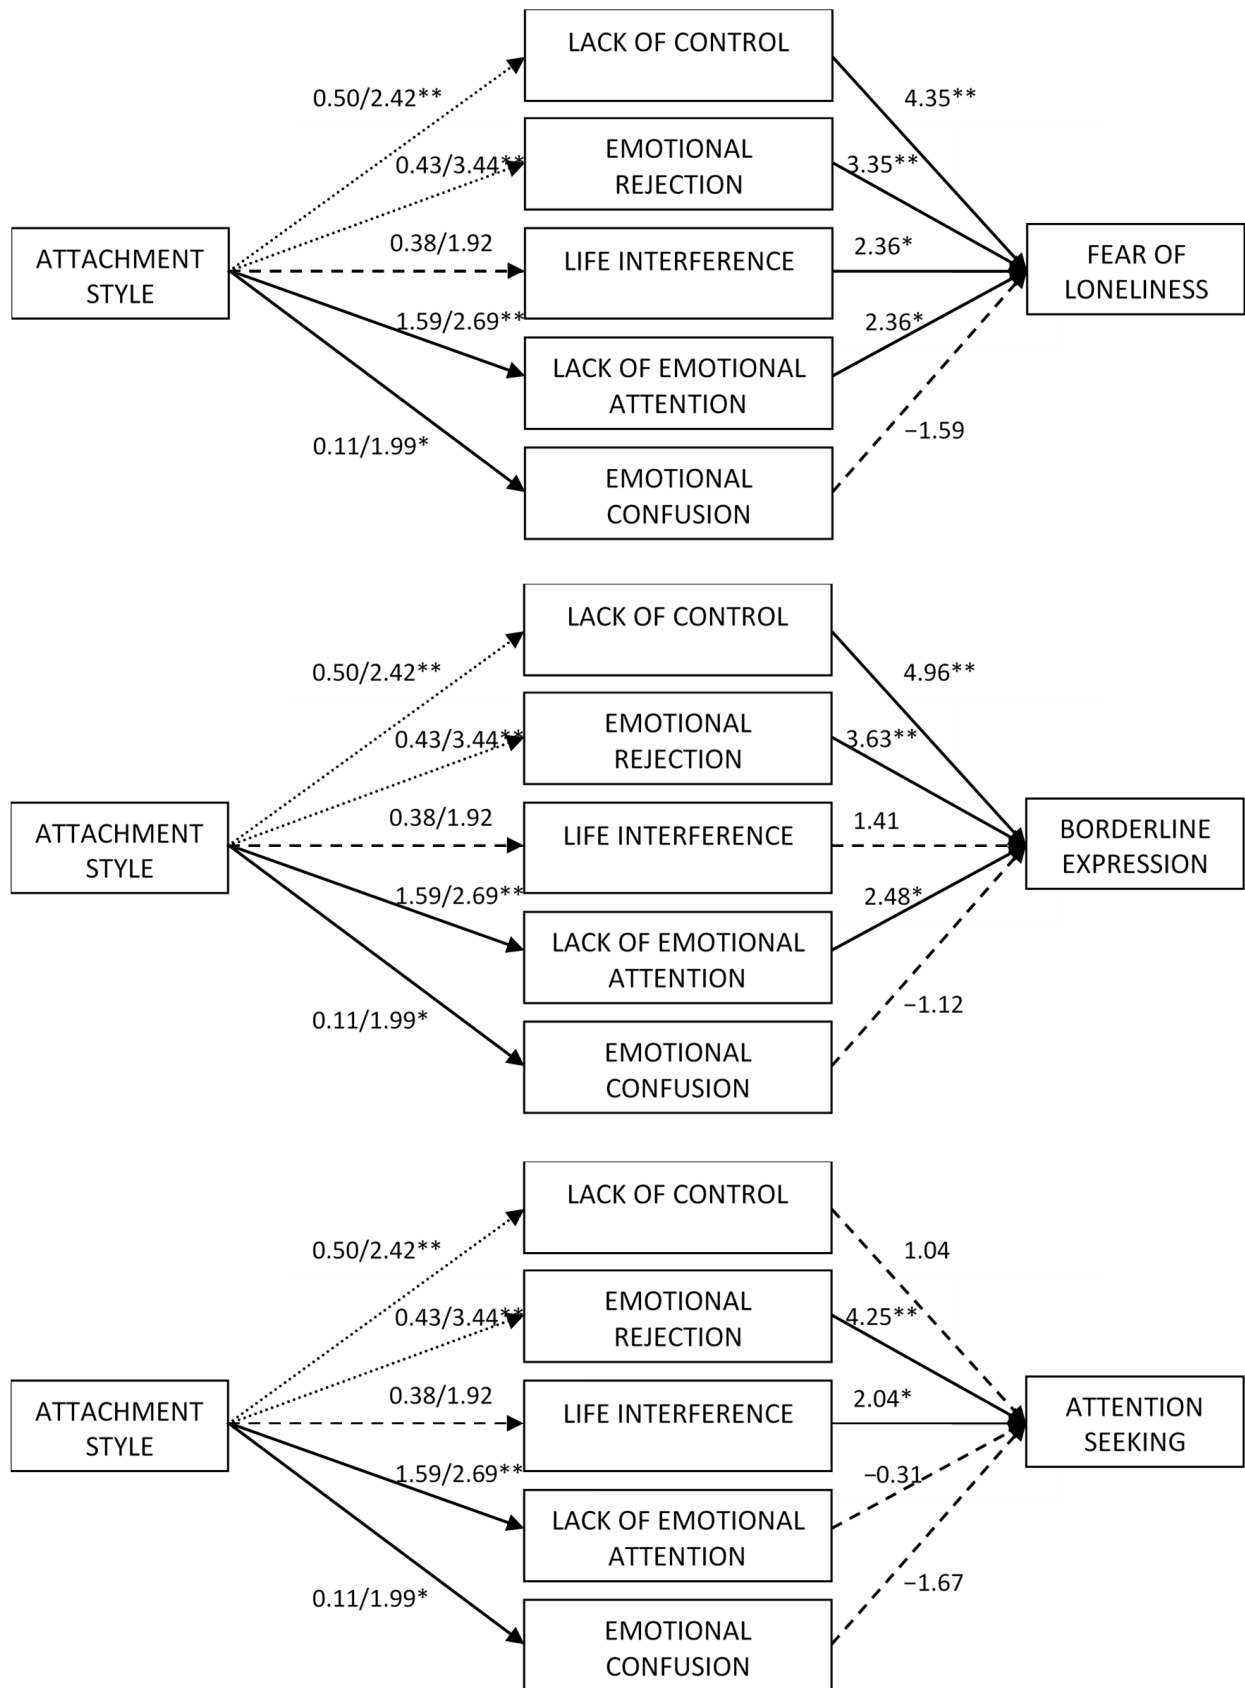 LACK OF CONTROL
0.50/2.42**
4.35**
EMOTIONAL
REJECTION
0.43/3.44**
3.35**
ATTACHMENT
STYLE
0.38/1.92
LIFE INTERFERENCE
2.36*
FEAR OF
LONELINESS
1.59/2.69**
2.36*
LACK OF EMOTIONAL
ATTENTION
0.11/1.99*
−1.59
EMOTIONAL
CONFUSION
LACK OF CONTROL
0.50/2.42**
4.96**
EMOTIONAL
REJECTION
0.43/3.44**
3.63**
ATTACHMENT
STYLE
0.38/1.92
LIFE INTERFERENCE
1.41
BORDERLINE
EXPRESSION
1.59/2.69**
2.48*
LACK OF EMOTIONAL
ATTENTION
0.11/1.99*
−1.12
EMOTIONAL
CONFUSION
LACK OF CONTROL
0.50/2.42**
1.04
EMOTIONAL
REJECTION
0.43/3.44**
4.25**
ATTACHMENT
STYLE
0.38/1.92
LIFE INTERFERENCE
2.04*
ATTENTION
SEEKING
1.59/2.69**
−0.31
LACK OF EMOTIONAL
ATTENTION
0.11/1.99*
−1.67
EMOTIONAL
CONFUSION